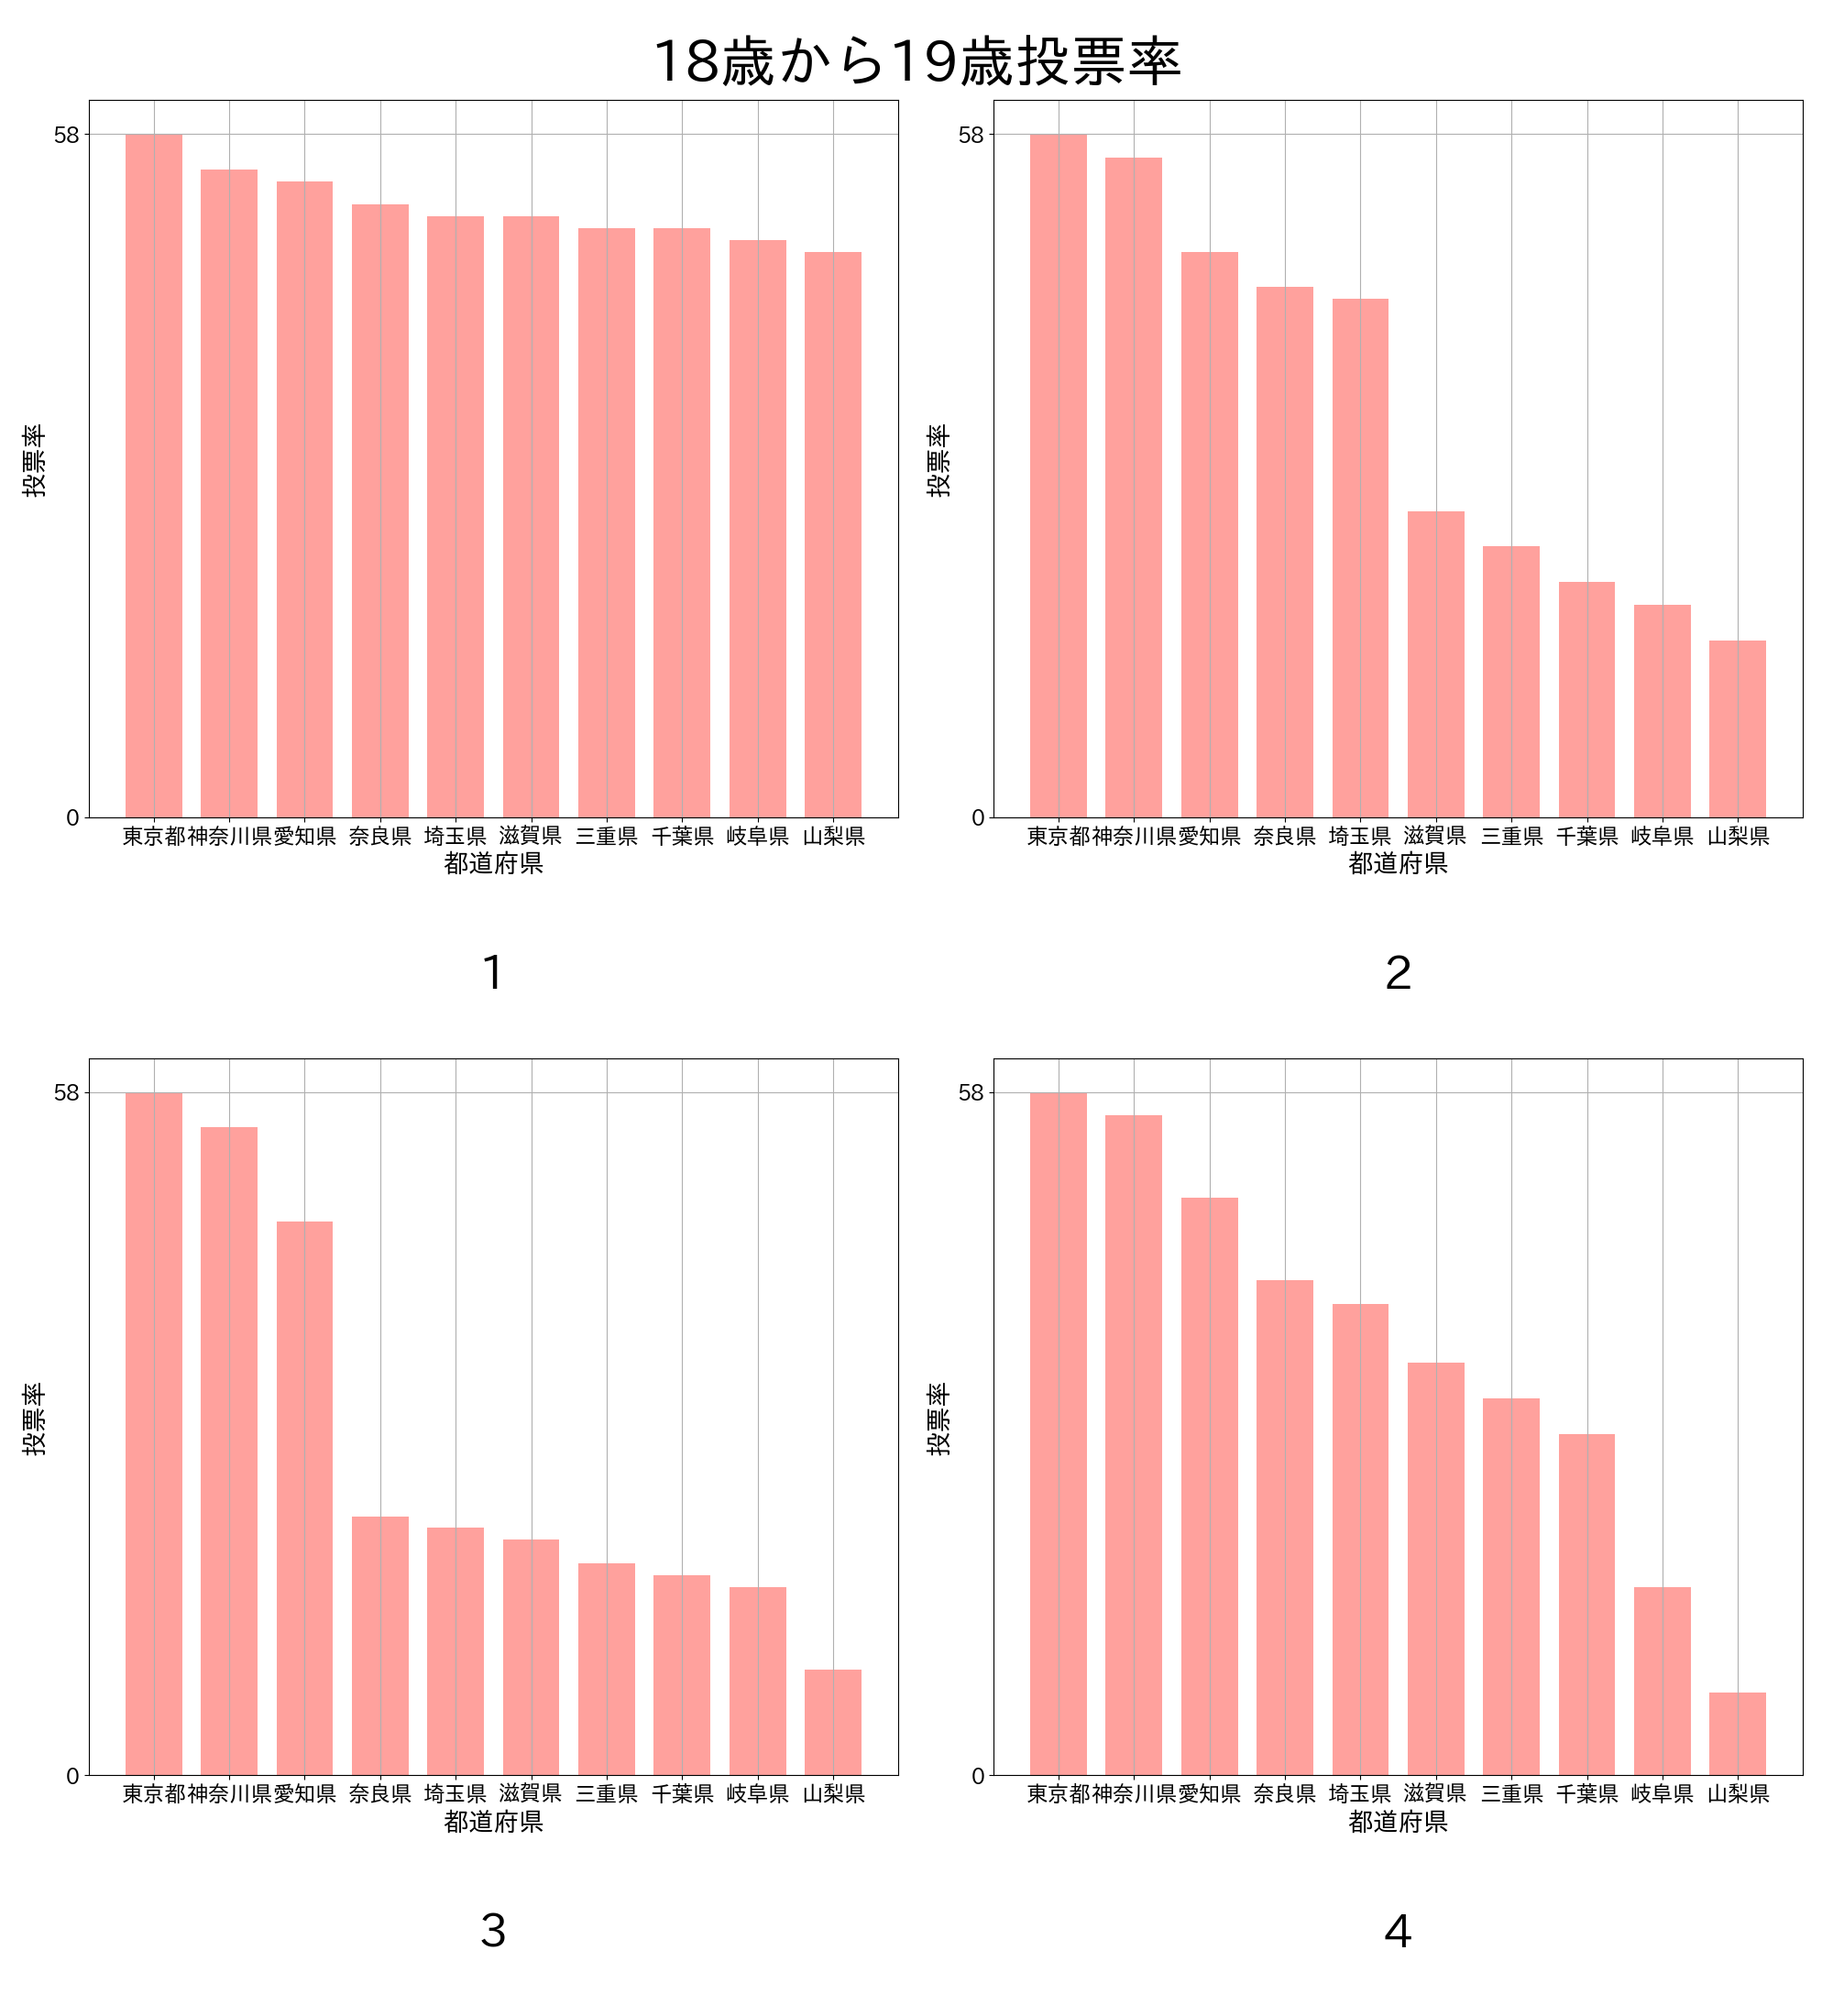 18歳から19歳投票率
58
0
投票率
東京都 神奈川県 愛知県 奈良県 埼玉県 滋賀県 三重県 千葉県 岐阜県 山梨県
都道府県
1
58
0
投票率
東京都 神奈川県 愛知県 奈良県 埼玉県 滋賀県 三重県 千葉県 岐阜県 山梨県
都道府県
2
58
0
投票率
東京都 神奈川県 愛知県 奈良県 埼玉県 滋賀県 三重県 千葉県 岐阜県 山梨県
都道府県
3
58
0
投票率
東京都 神奈川県 愛知県 奈良県 埼玉県 滋賀県 三重県 千葉県 岐阜県 山梨県
都道府県
4